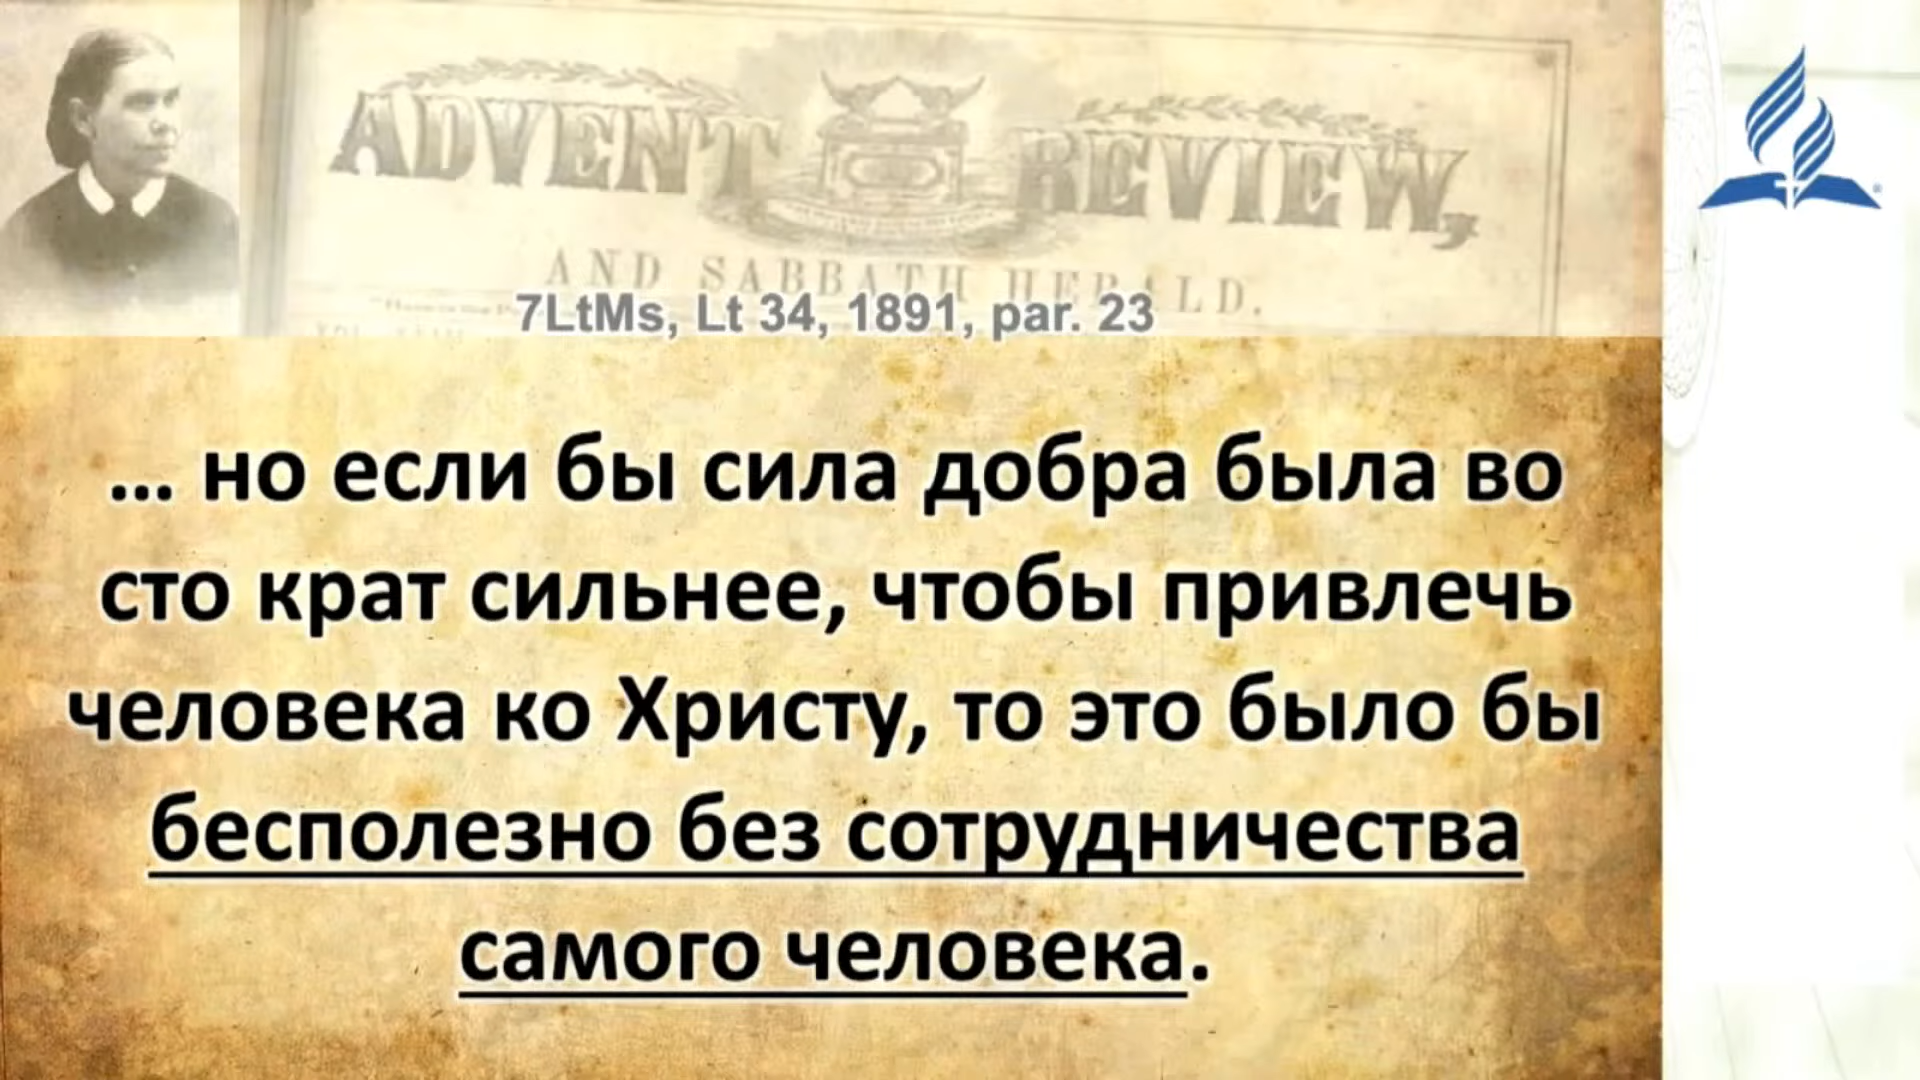 ADVENT REVIEW,
AND SABBATH HERALD.
7LtMs, Lt 34, 1891, par. 23
... но если бы сила добра была во
сто крат сильнее, чтобы привлечь
человека ко Христу, то это было бы
бесполезно без сотрудничества
самого человека.